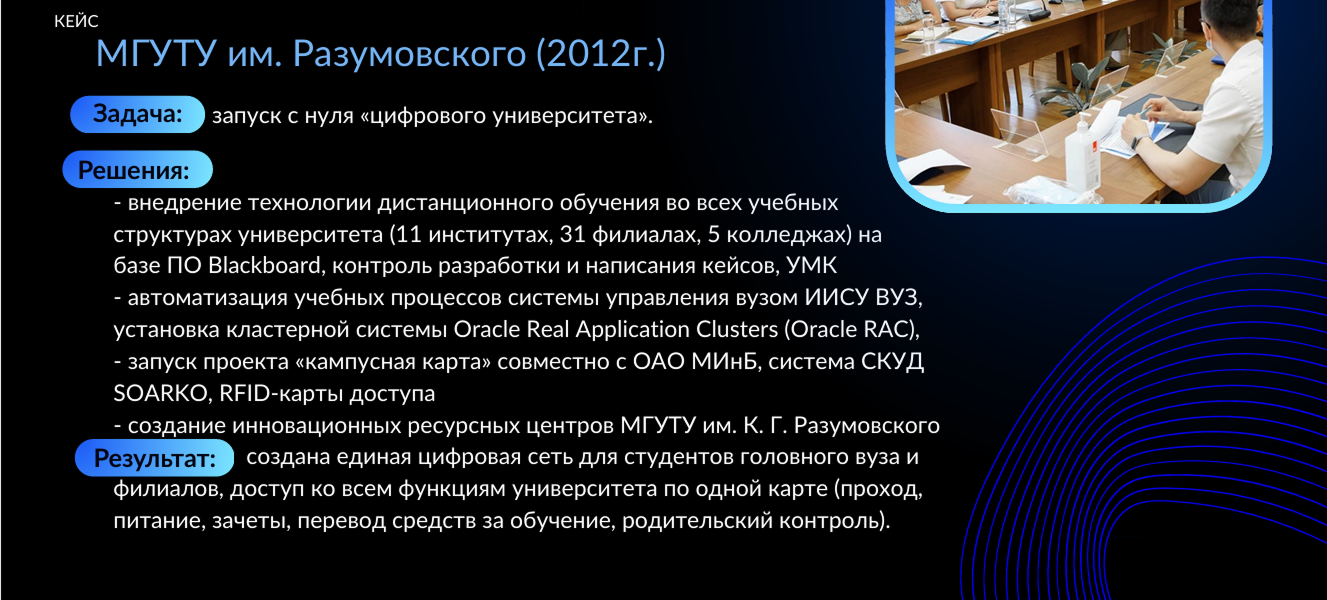 КЕЙС
МГУТУ им. Разумовского (2012г.)
Задача: запуск с нуля «цифрового университета».
Решения:
- внедрение технологии дистанционного обучения во всех учебных
структурах университета (11 институтах, 31 филиалах, 5 колледжах) на
базе ПО Blackboard, контроль разработки и написания кейсов, УМК
- автоматизация учебных процессов системы управления вузом ИИСУ ВУЗ,
установка кластерной системы Oracle Real Application Clusters (Oracle RAC),
- запуск проекта «кампусная карта» совместно с ОАО МИнБ, система СКУД
SOARKO, RFID-карты доступа
- создание инновационных ресурсных центров МГУТУ им. К. Г. Разумовского
Результат: создана единая цифровая сеть для студентов головного вуза и
филиалов, доступ ко всем функциям университета по одной карте (проход,
питание, зачеты, перевод средств за обучение, родительский контроль).